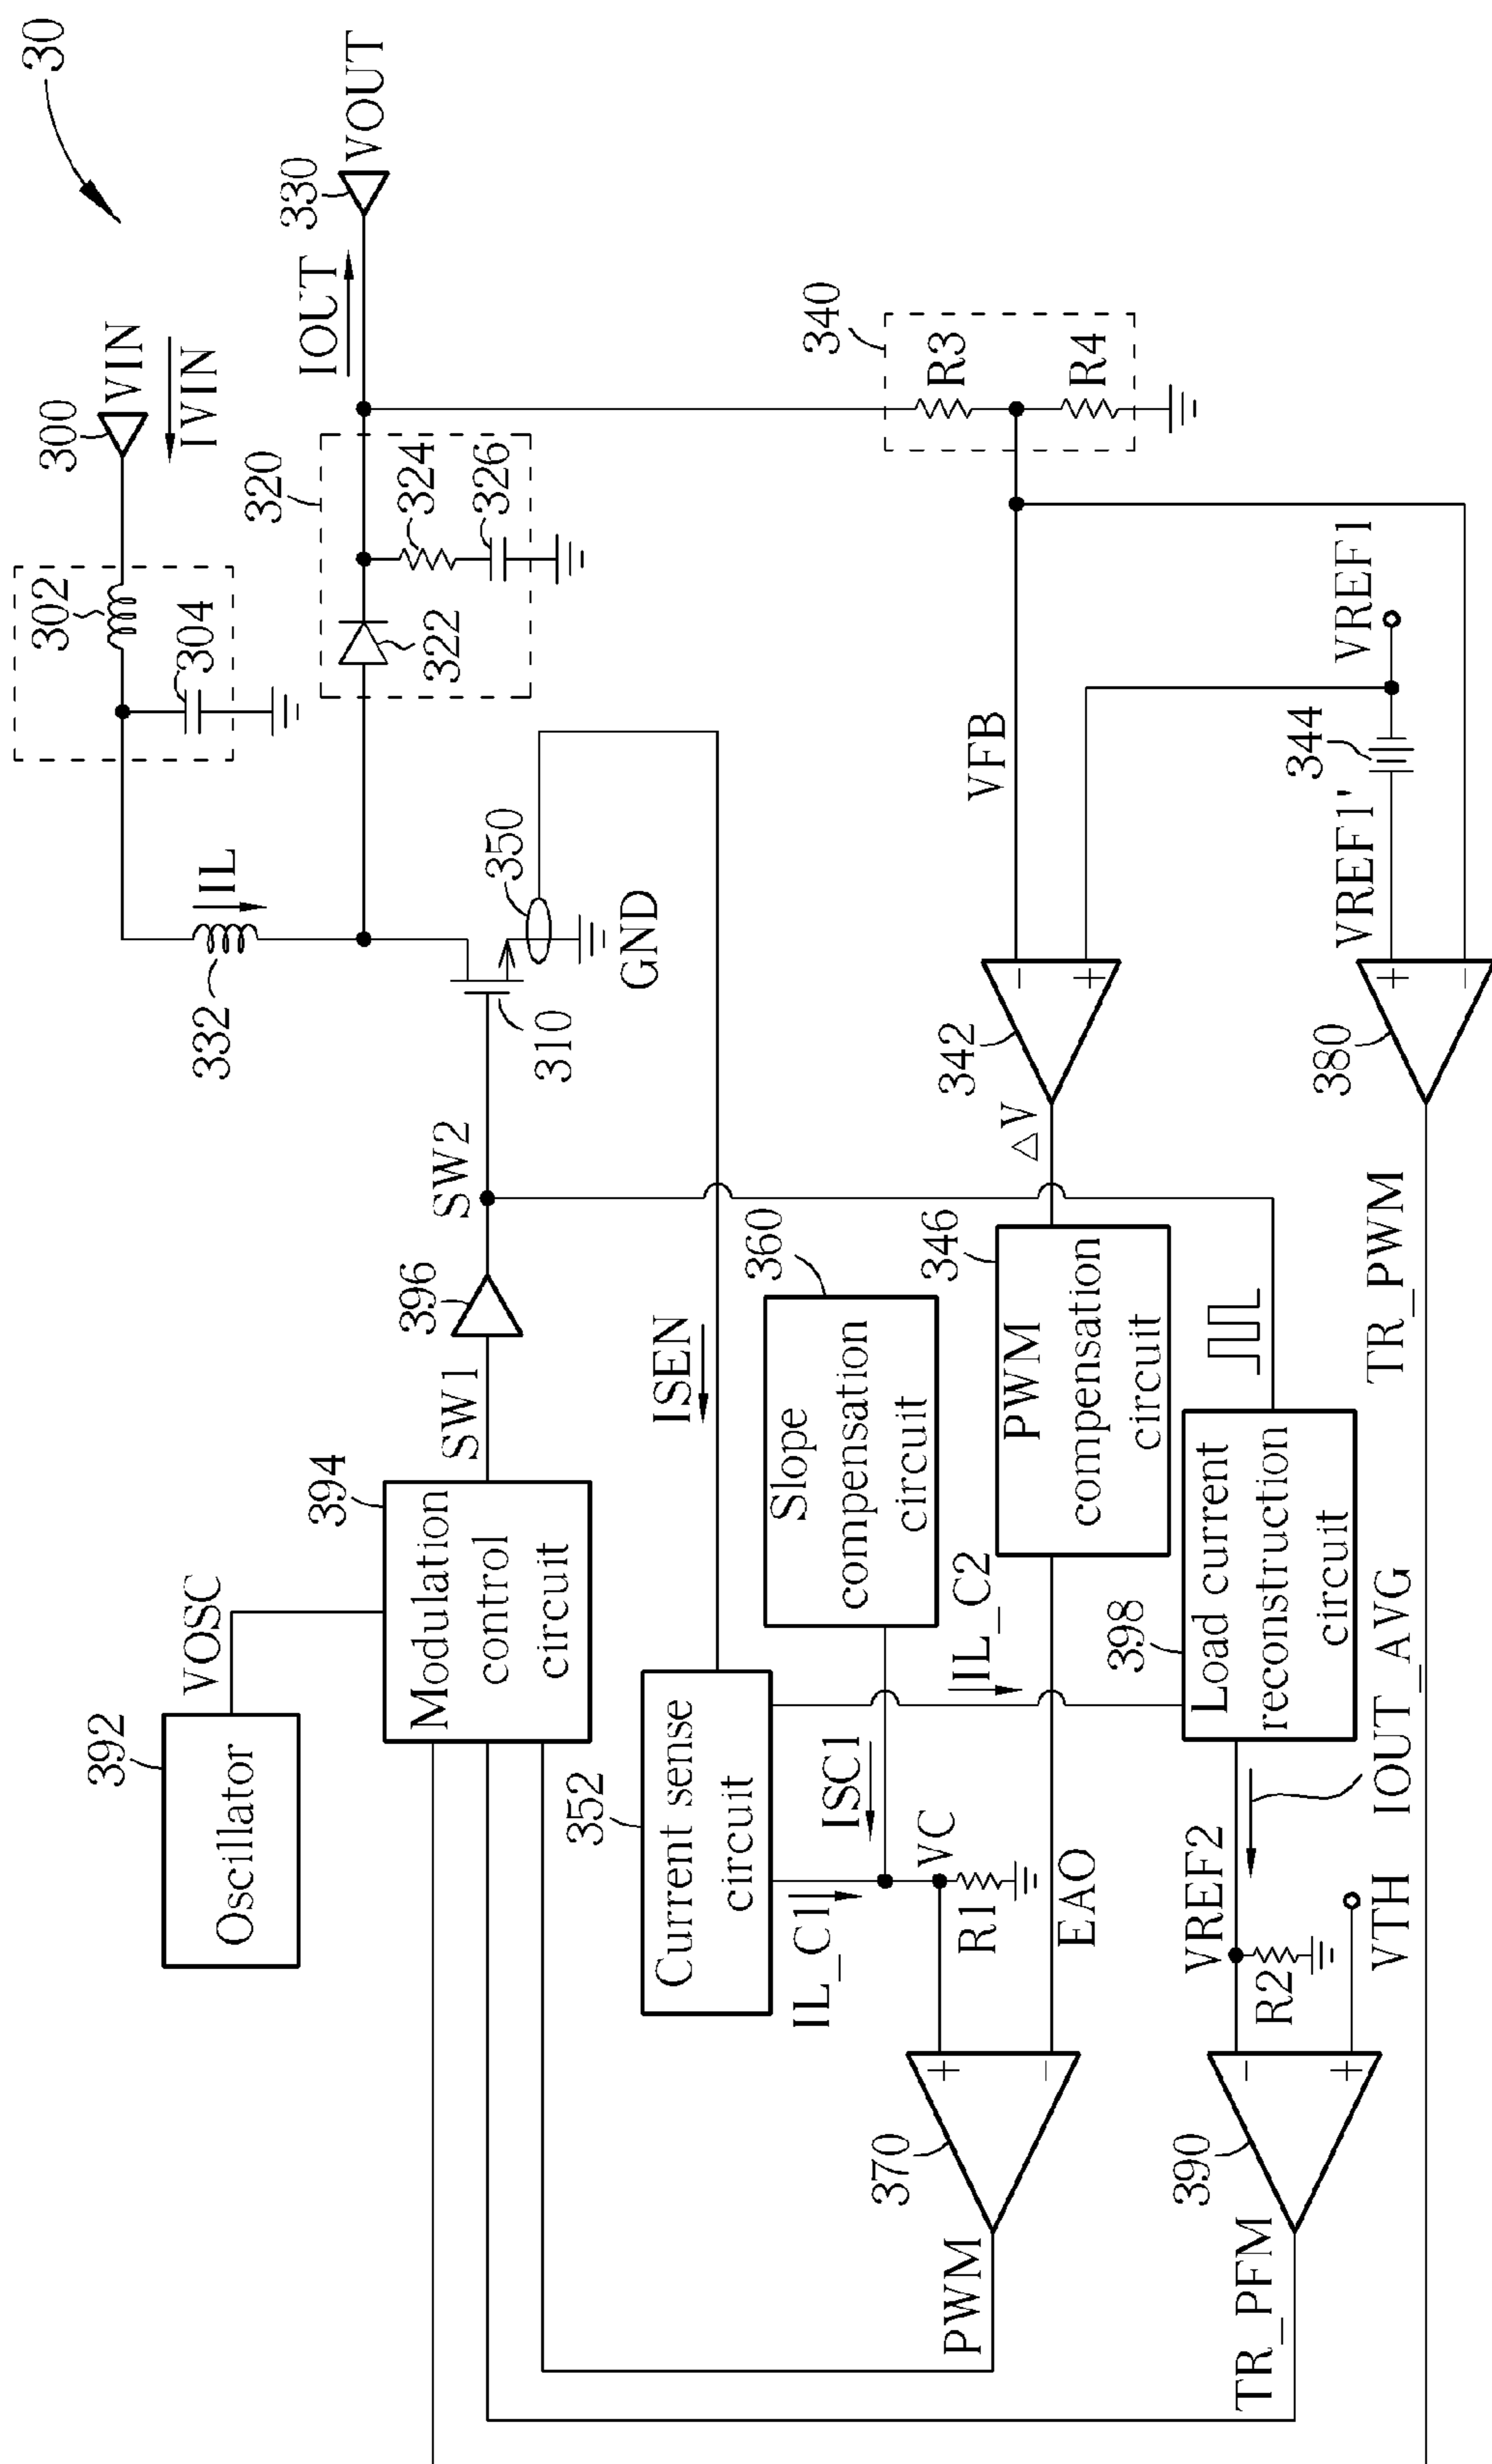 30
300
VIN
IVIN
302
304
332
IL
320
322
324
326
IOUT
330
VOUT
310
350
GND
340
R3
R4
392
Oscillator
VOSC
394
Modulation
control
circuit
SW1
396
SW2
ISEN
352
Current sense
circuit
IL_C1
360
Slope
compensation
circuit
ISC1
VC
R1
IL_C2
346
PWM
compensation
circuit
EAO
△V
342
-
+
VFB
370
+
-
PWM
398
Load current
reconstruction
circuit
IOUT_AVG
VREF2
R2
VTH
390
-
+
TR_PFM
380
+
-
TR_PWM
VREF1'
344
VREF1